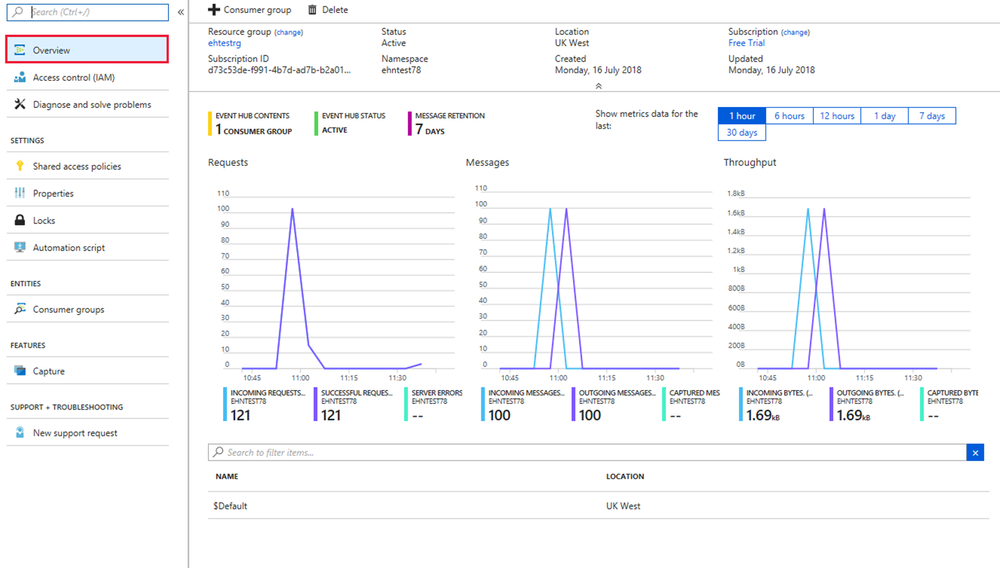 Search (Ctrl+/)
«
Overview
Access control (IAM)
Diagnose and solve problems
SETTINGS
Shared access policies
Properties
Locks
Automation script
ENTITIES
Consumer groups
FEATURES
Capture
SUPPORT + TROUBLESHOOTING
New support request
Consumer group Delete
Resource group (change)
ehtestrg
Subscription ID
d73c53de-f991-4b7d-ad7b-b2a01...
Status
Active
Namespace
ehntest78
Location
UK West
Created
Monday, 16 July 2018
Subscription (change)
Free Trial
Updated
Monday, 16 July 2018
EVENT HUB CONTENTS
1 CONSUMER GROUP
EVENT HUB STATUS
ACTIVE
MESSAGE RETENTION
7 DAYS
Show metrics data for the
last:
1 hour 6 hours 12 hours 1 day 7 days
30 days
Requests
110
100
90
80
70
60
50
40
30
20
10
0
10:45 11:00 11:15 11:30
INCOMING REQUESTS...
EHNTEST78
121
SUCCESSFUL REQUES...
EHNTEST78
121
SERVER ERRORS
EHNTEST78
--
Messages
110
100
90
80
70
60
50
40
30
20
10
0
10:45 11:00 11:15 11:30
INCOMING MESSAGES...
EHNTEST78
100
OUTGOING MESSAGES...
EHNTEST78
100
CAPTURED MES
EHNTEST78
--
Throughput
1.8kB
1.6kB
1.4kB
1.2kB
1kB
800B
600B
400B
200B
0B
10:45 11:00 11:15 11:30
INCOMING BYTES. (...
EHNTEST78
1.69kB
OUTGOING BYTES. (...
EHNTEST78
1.69kB
CAPTURED BYTE
EHNTEST78
--
Search to filter items...
NAME LOCATION
$Default UK West